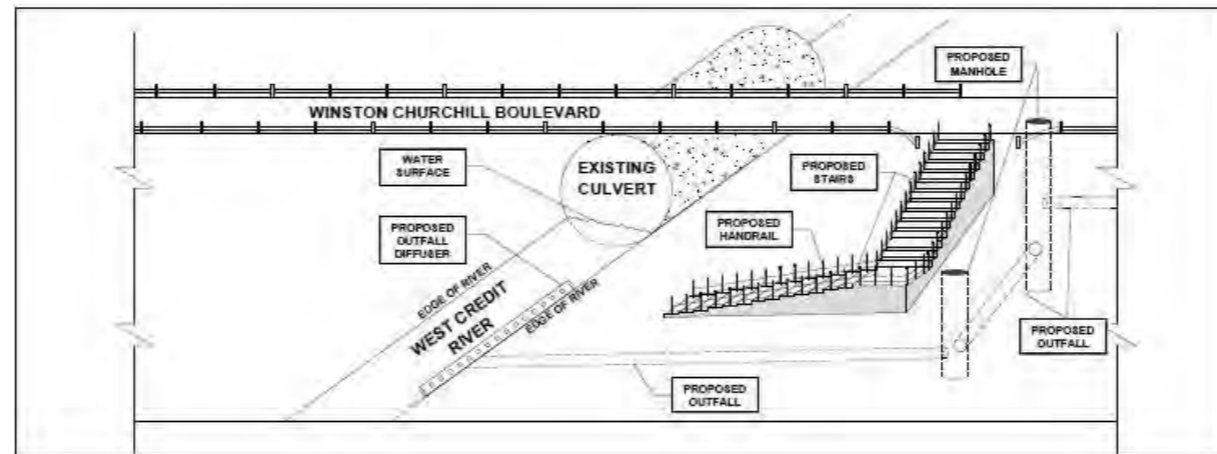 PROPOSED
MANHOLE
WINSTON CHURCHILL BOULEVARD
WATER
SURFACE
EXISTING
CULVERT
PROPOSED
STAIRS
PROPOSED
OUTFALL
DIFFUSER
PROPOSED
HANDRAIL
EDGE OF RIVER
WEST CREDIT
RIVER
EDGE OF RIVER
PROPOSED
OUTFALL
PROPOSED
OUTFALL